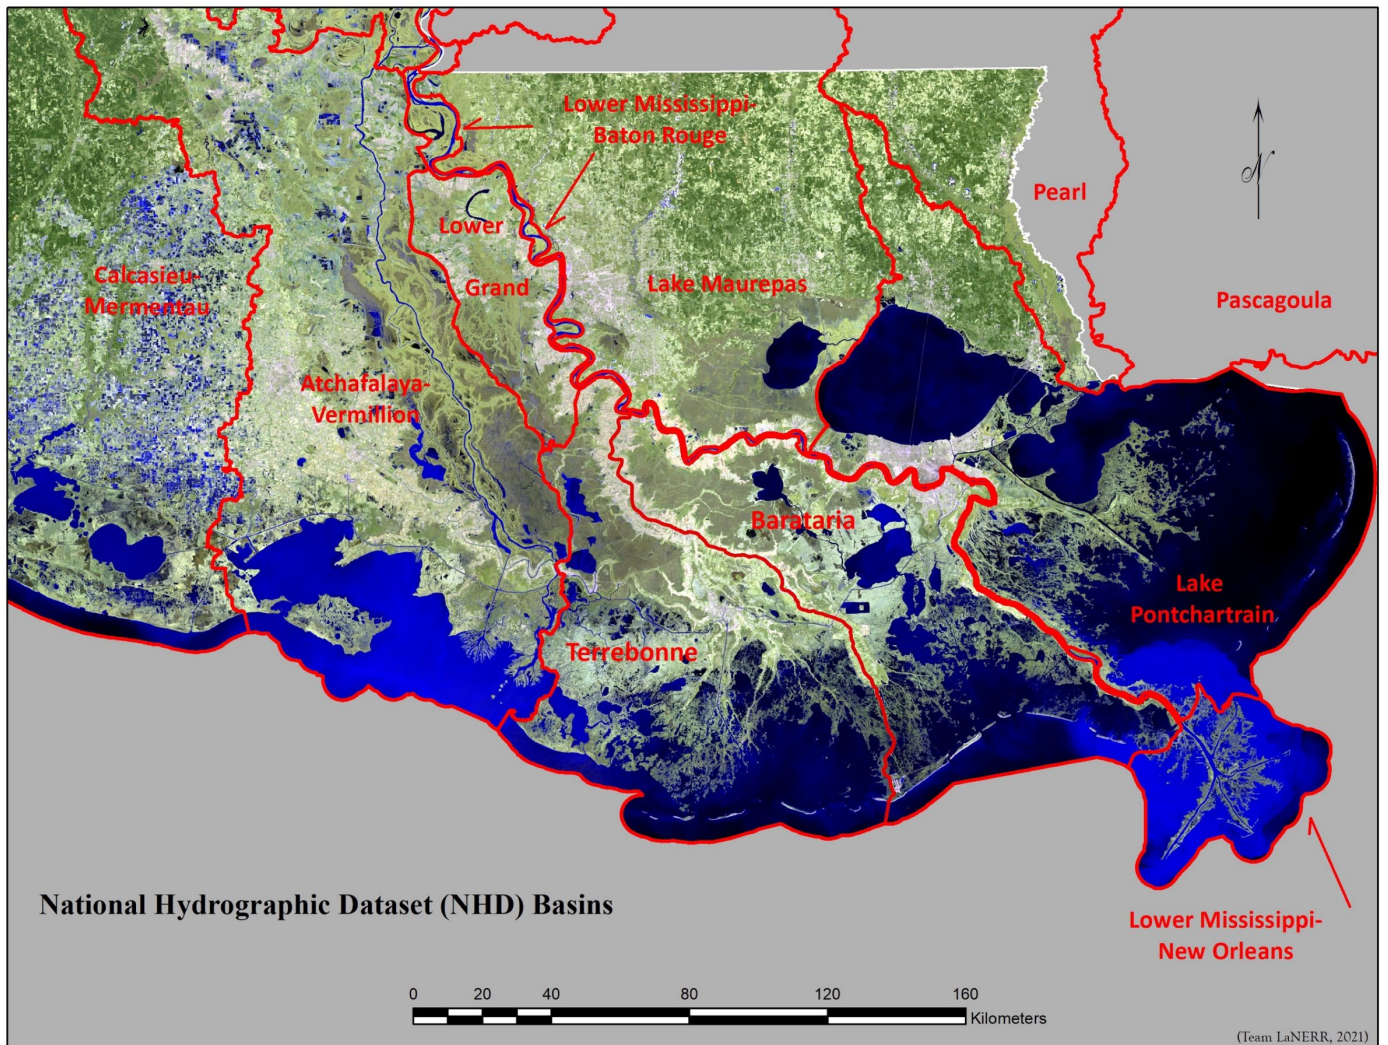 Lower Mississippi-
Baton Rouge
Pearl
Lower
Grand
Lake Maurepas
Calcasieu-
Mermentau
Pascagoula
Atchafalaya-
Vermillion
Barataria
Lake
Pontchartrain
Terrebonne
National Hydrographic Dataset (NHD) Basins
Lower Mississippi-
New Orleans
0 20 40 80 120 160
Kilometers
(Team LaNERR, 2021)
N